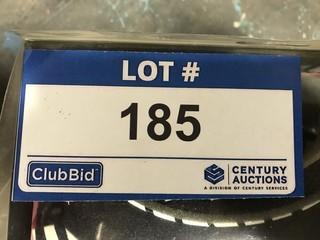 LOT #
185
ClubBid
CENTURY
AUCTIONS
A DIVISION OF CENTURY SERVICES